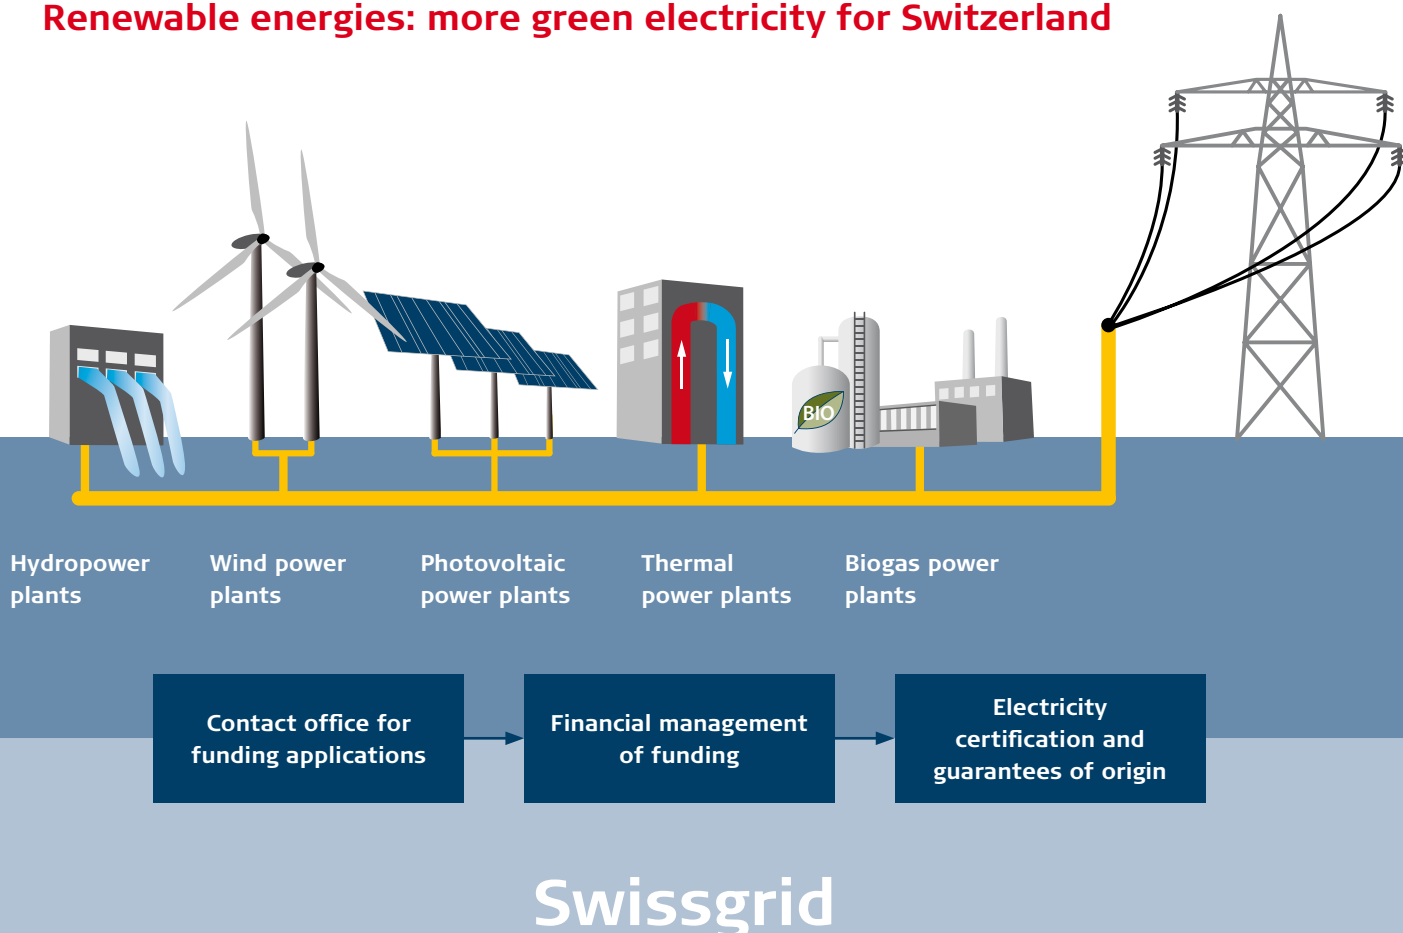 Renewable energies: more green electricity for Switzerland
BIO
Hydropower
plants
Wind power
plants
Photovoltaic
power plants
Thermal
power plants
Biogas power
plants
Contact office for
funding applications
Financial management
of funding
Electricity
certification and
guarantees of origin
Swissgrid